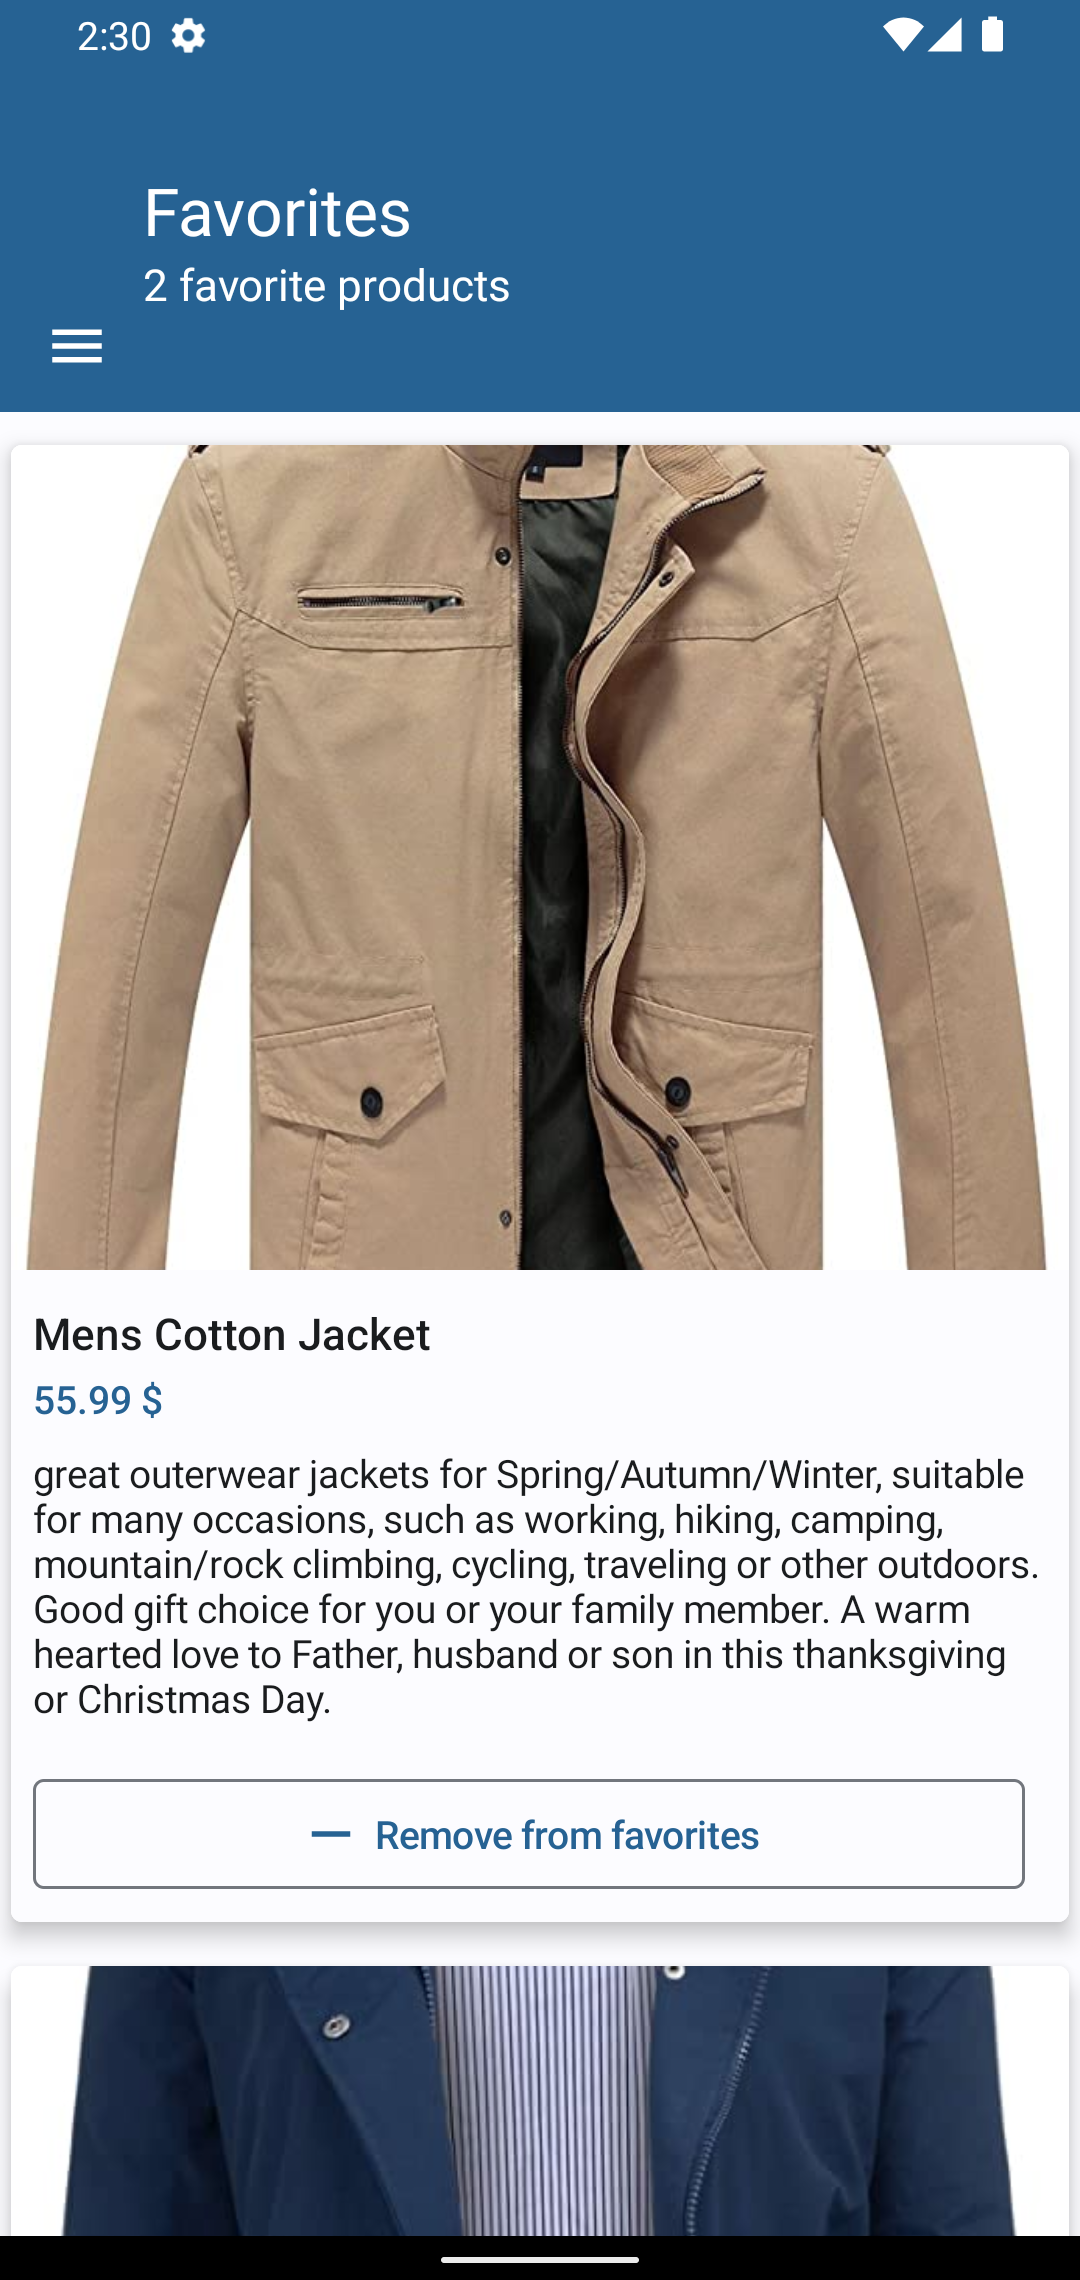 2:30
Favorites
2 favorite products
Mens Cotton Jacket
55.99 $
great outerwear jackets for Spring/Autumn/Winter, suitable
for many occasions, such as working, hiking, camping,
mountain/rock climbing, cycling, traveling or other outdoors.
Good gift choice for you or your family member. A warm
hearted love to Father, husband or son in this thanksgiving
or Christmas Day.
Remove from favorites